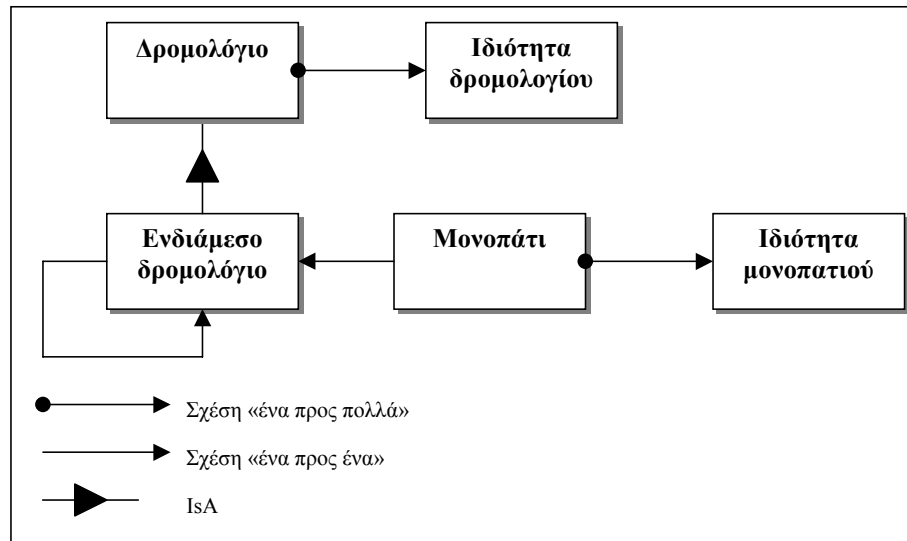 Δρομολόγιο
Ιδιότητα
δρομολογίου
Ενδιάμεσο
δρομολόγιο
Μονοπάτι
Ιδιότητα
μονοπατιού
Σχέση «ένα προς πολλά»
Σχέση «ένα προς ένα»
IsA